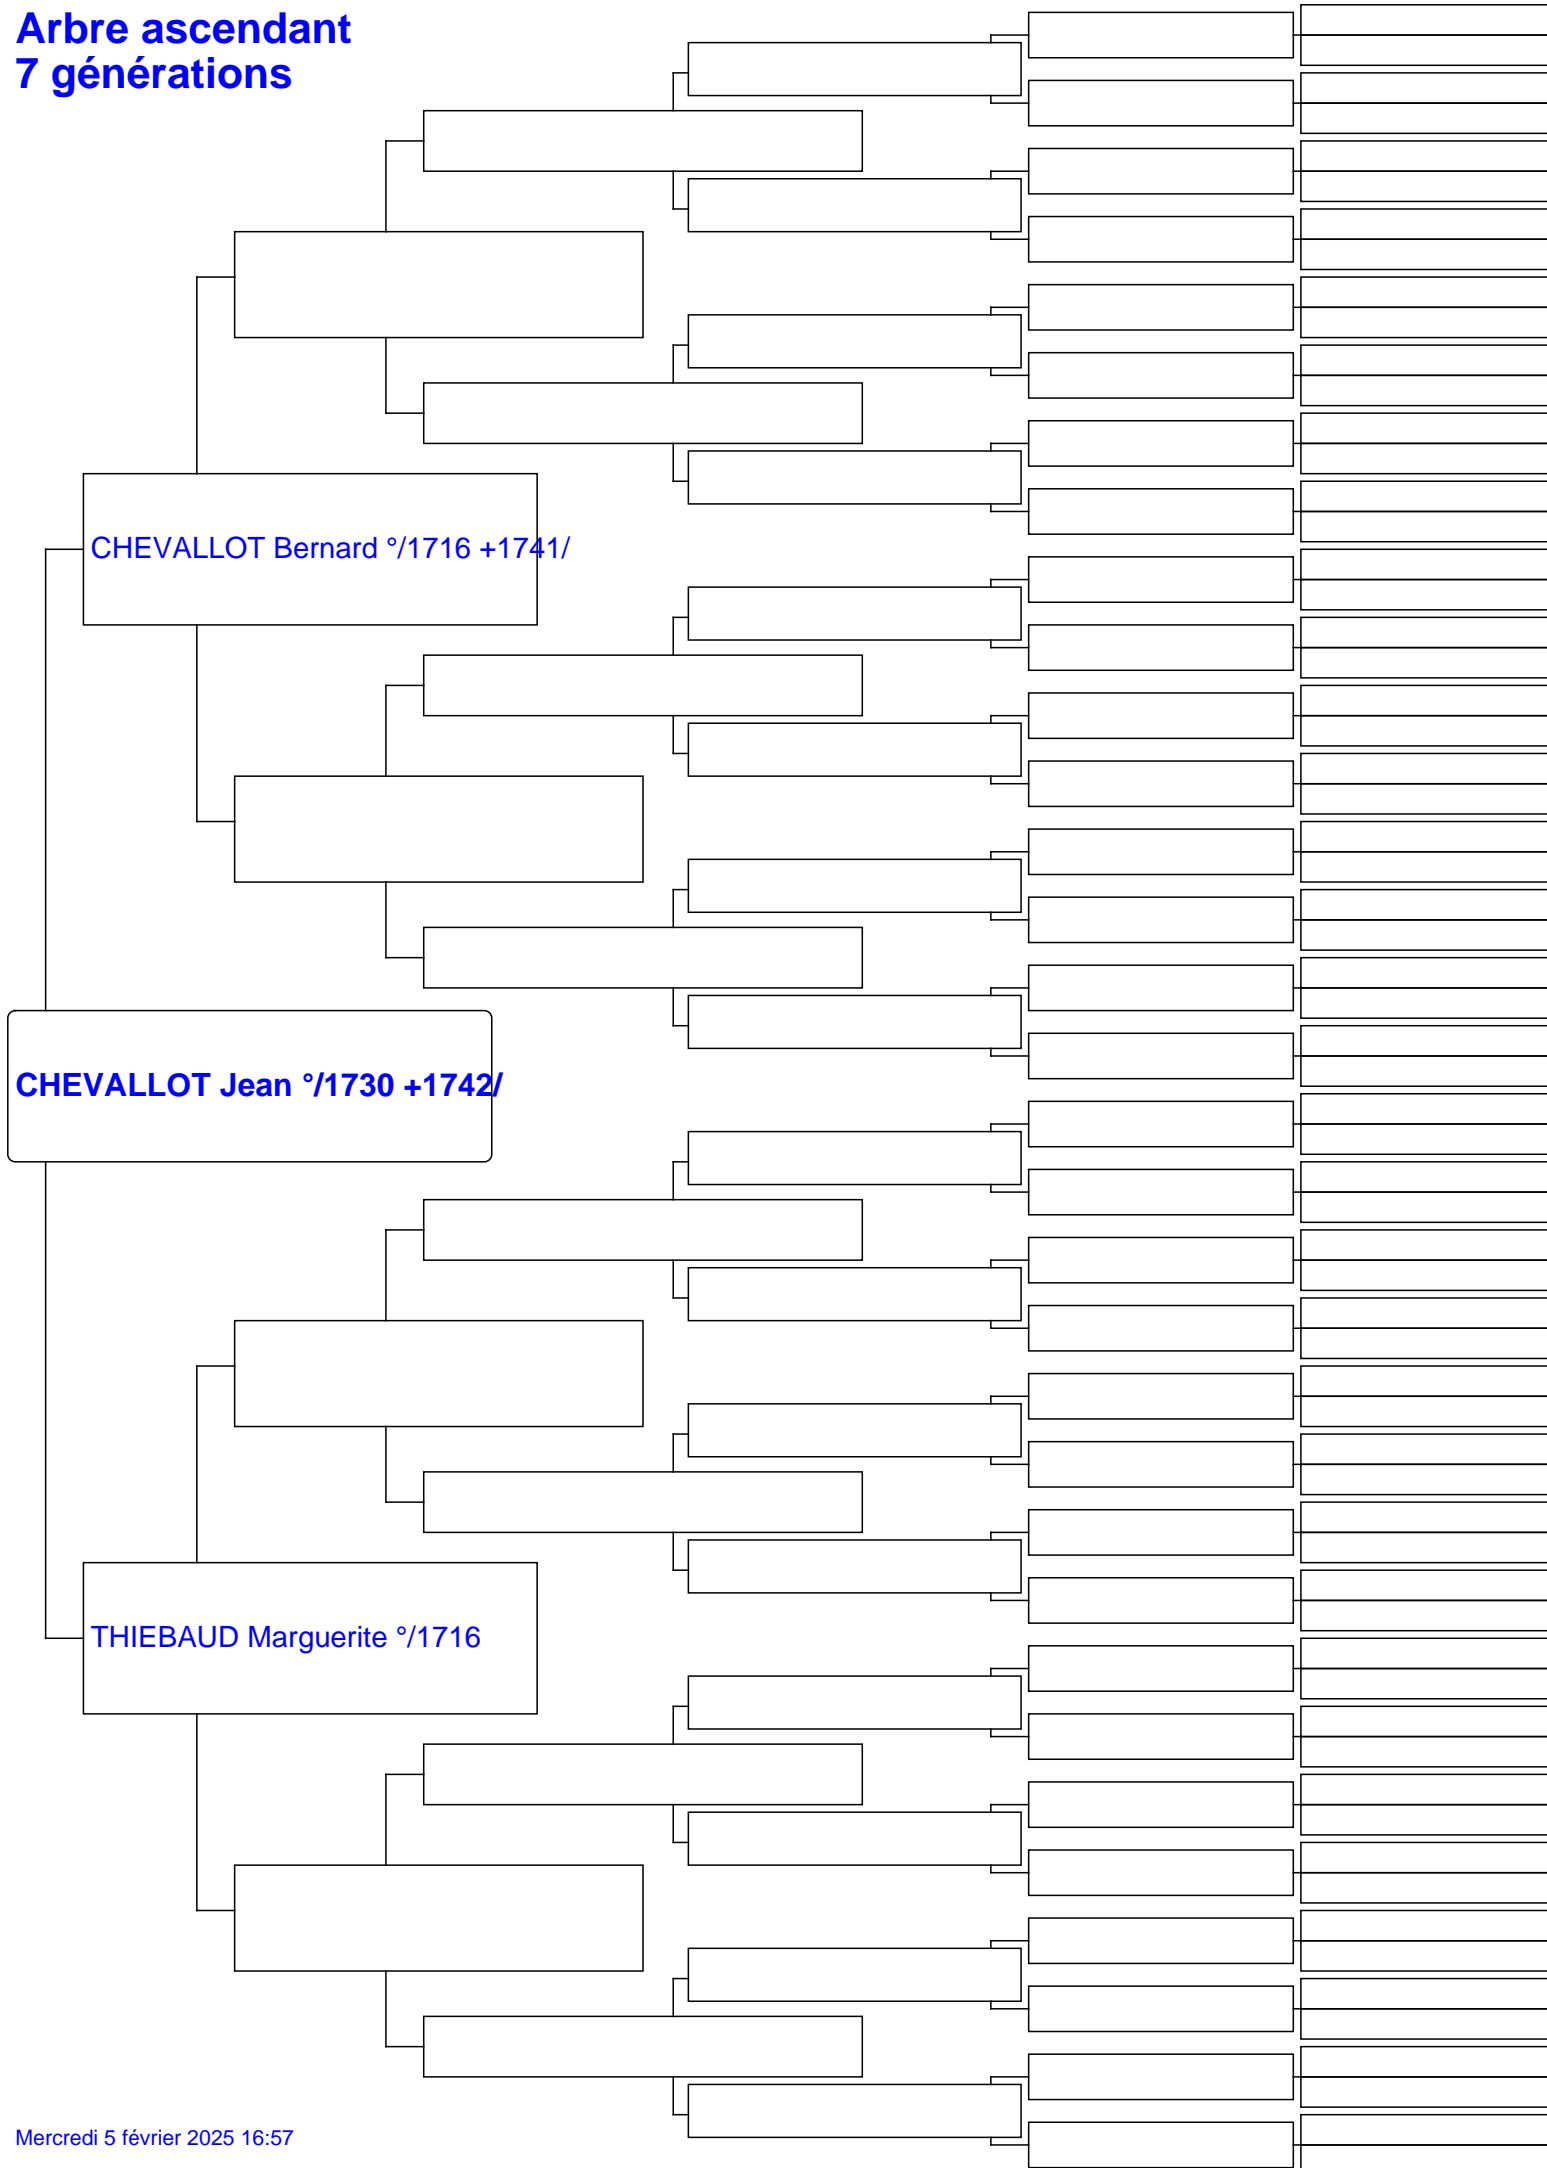 Arbre ascendant
7 générations
CHEVALLOT Bernard °/1716 +1741/
CHEVALLOT Jean °/1730 +1742/
THIEBAUD Marguerite °/1716
Mercredi 5 février 2025 16:57